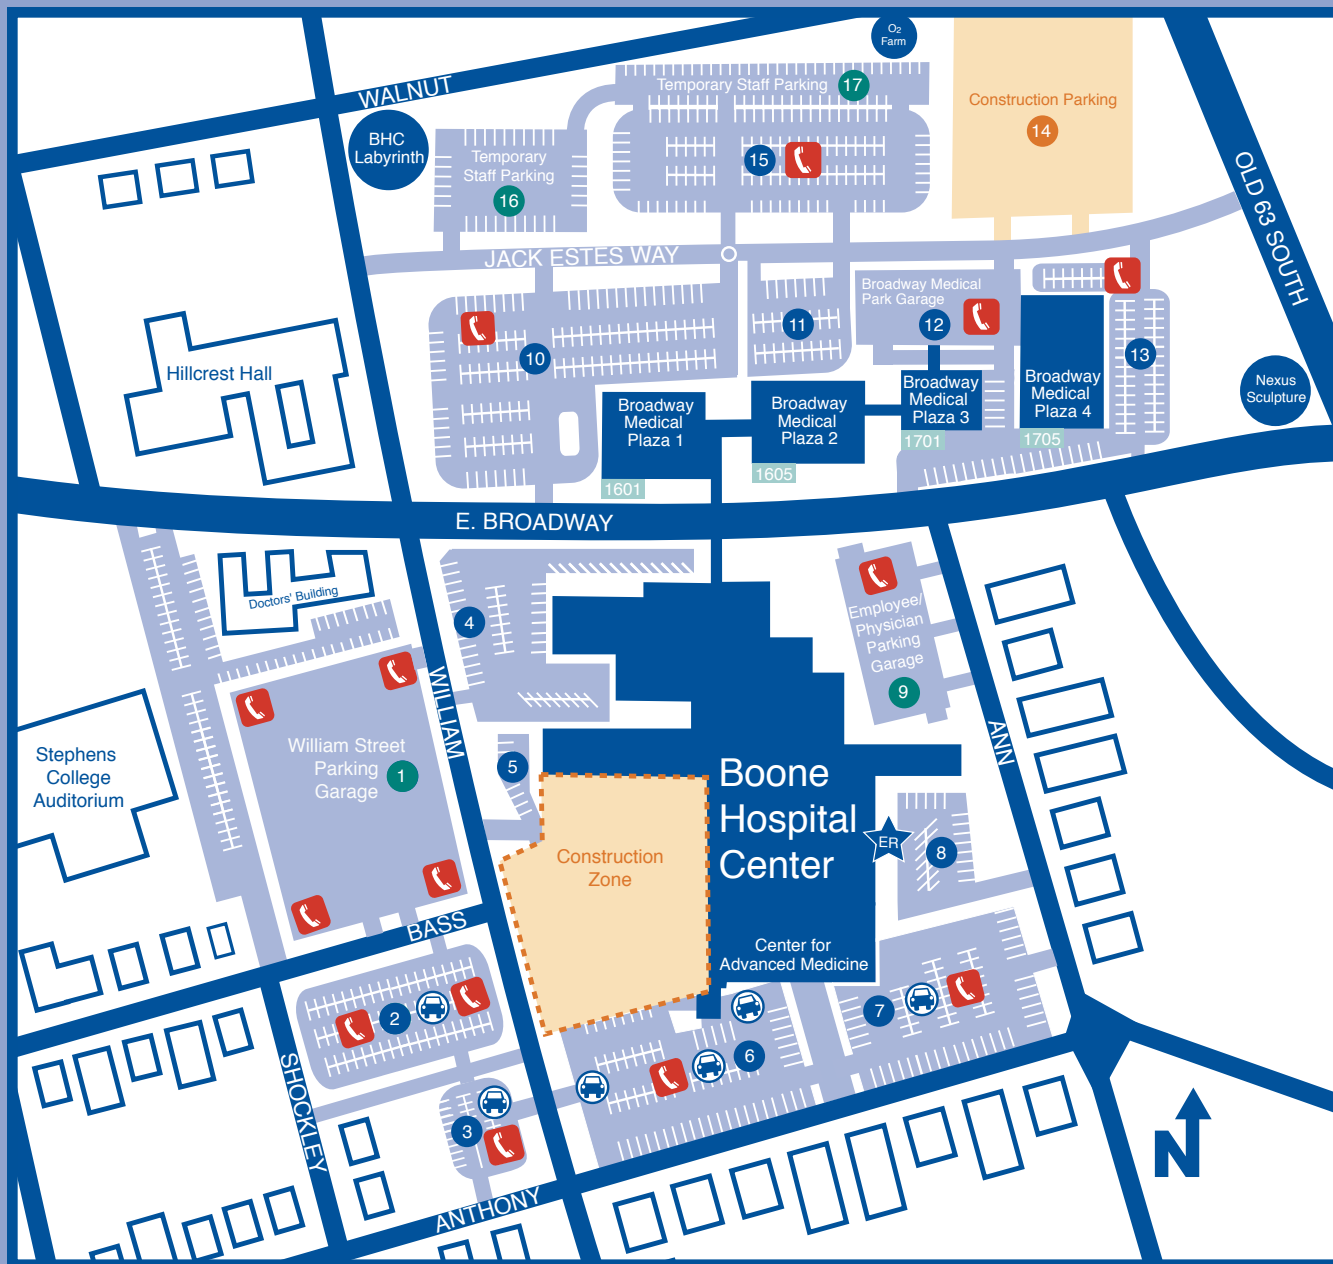 O2
Farm
WALNUT
Temporary Staff Parking 17
Construction Parking
14
BHC
Labyrinth
Temporary
Staff Parking
16
15
OLD 63 SOUTH
JACK ESTES WAY
Broadway Medical
Park Garage
12
11
10
13
Hillcrest Hall
Nexus
Sculpture
Broadway
Medical
Plaza 1
1601
Broadway
Medical
Plaza 2
1605
Broadway
Medical
Plaza 3
1701
Broadway
Medical
Plaza 4
1705
E. BROADWAY
Doctors' Building
4
Employee/
Physician
Parking
Garage
9
WILLIAM
ANN
Stephens
College
Auditorium
William Street
Parking
Garage
1
5
Boone
Hospital
Center
ER
8
Construction
Zone
BASS
Center for
Advanced Medicine
2
7
6
3
SHOCKLEY
ANTHONY
N